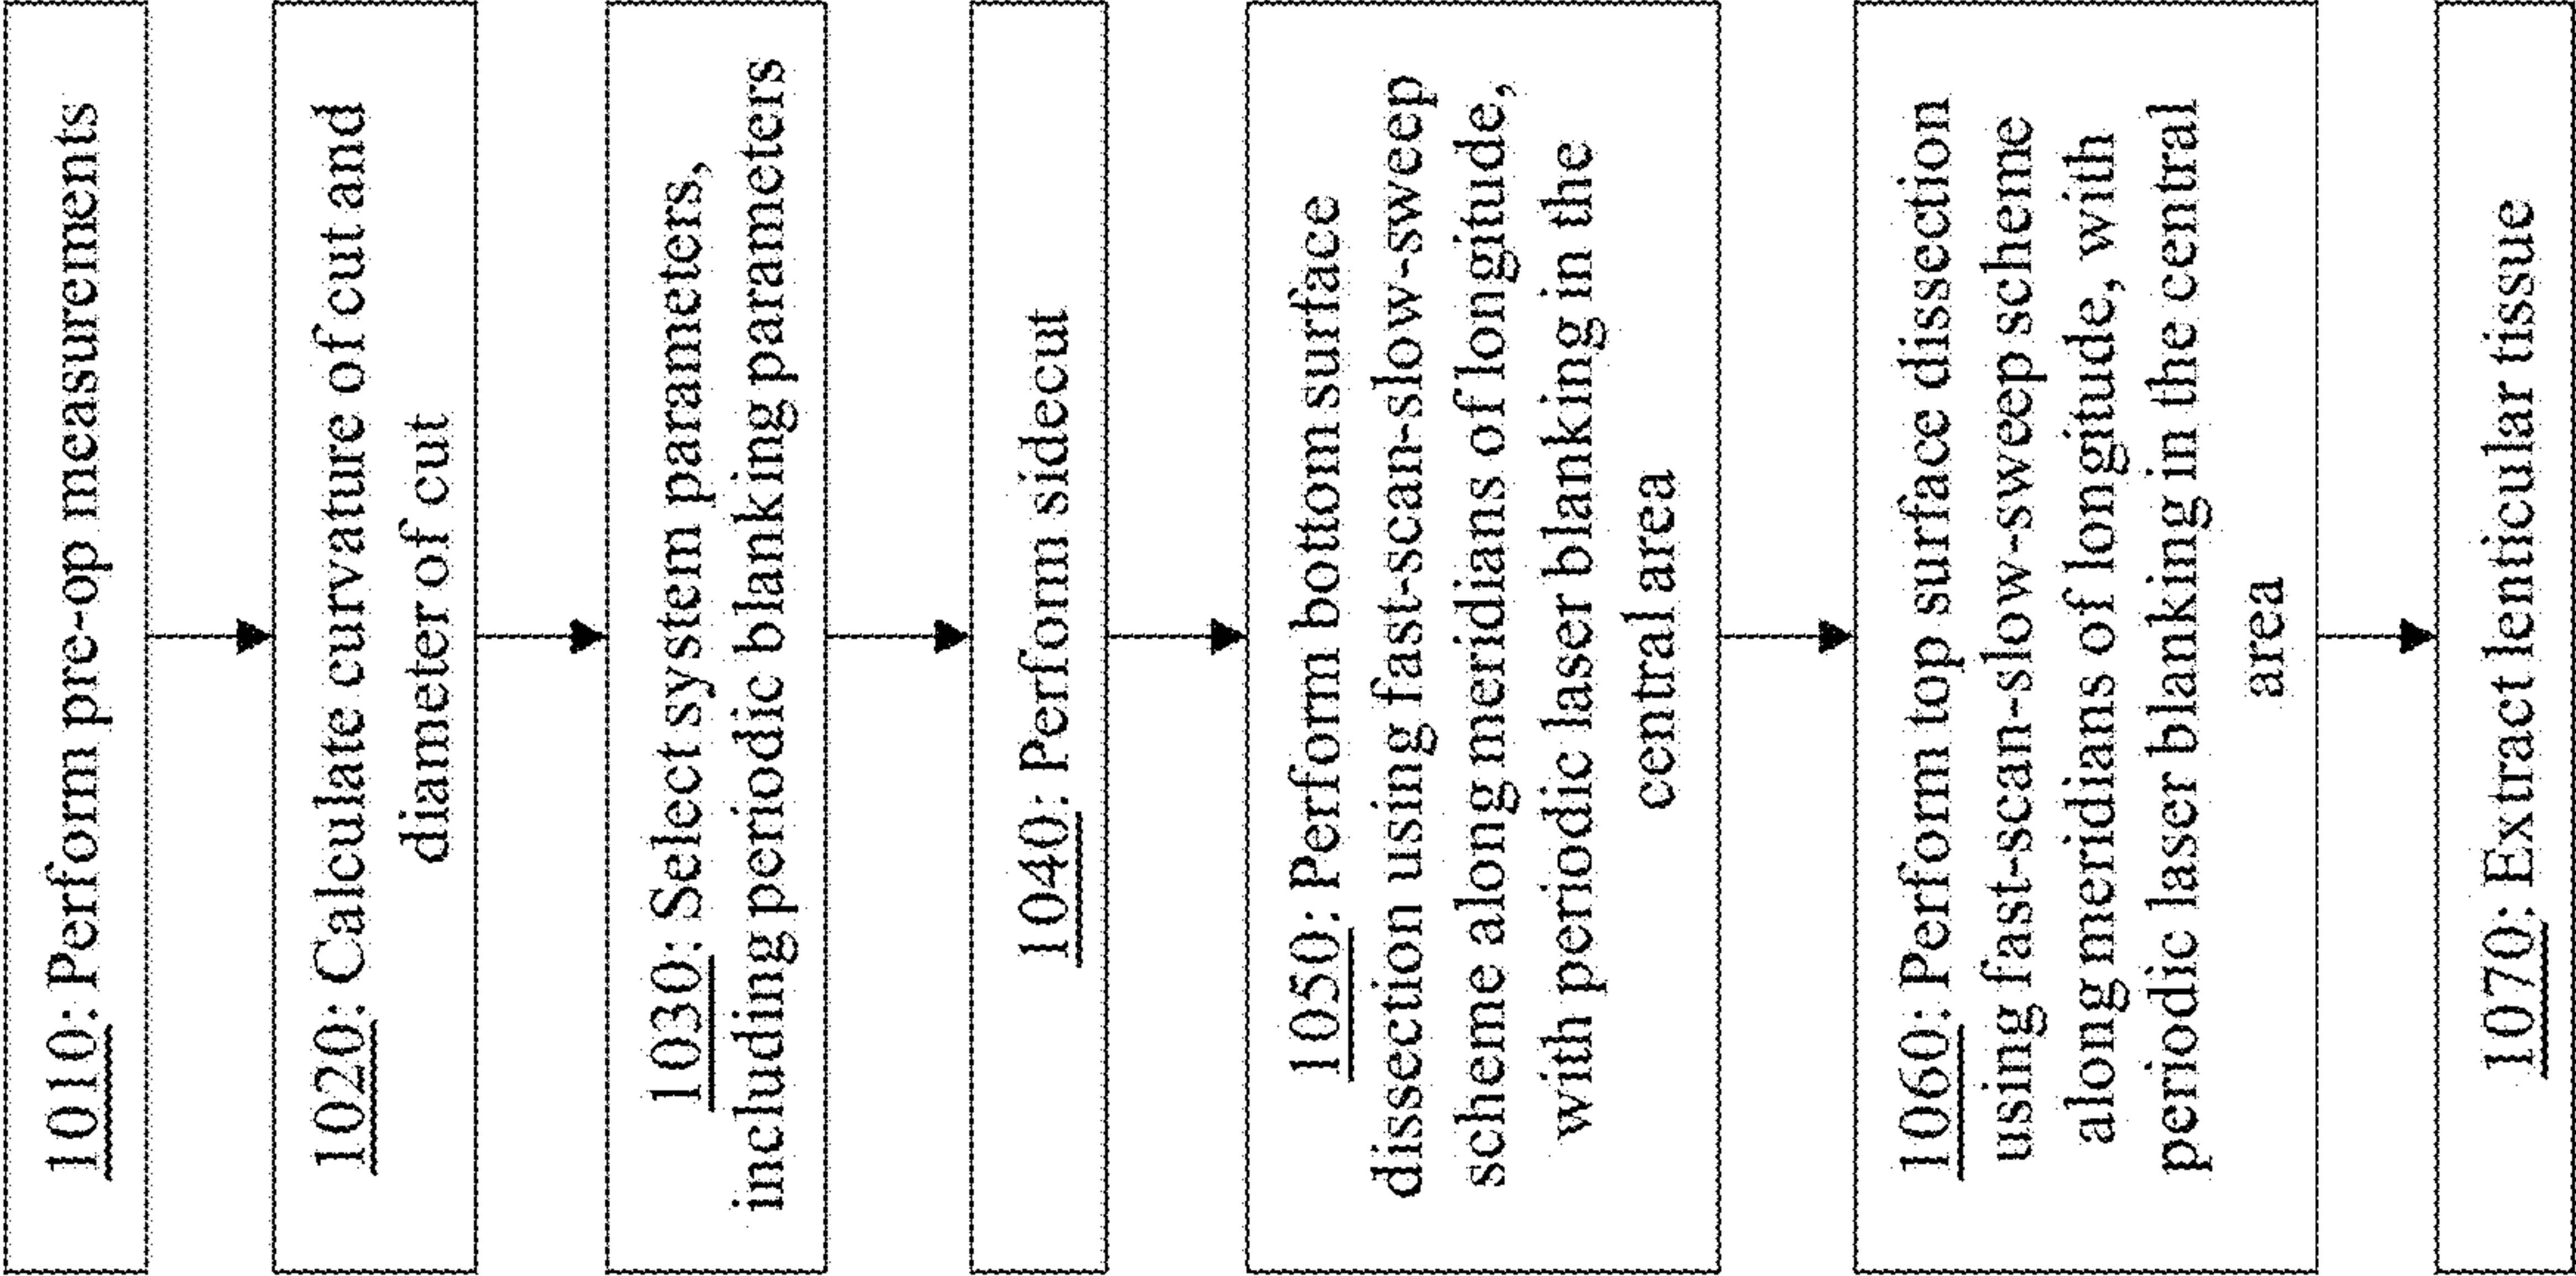 1010: Perform pre-op measurements
1020: Calculate curvature of cut and
diameter of cut
1030: Select system parameters,
including periodic blanking parameters
1040: Perform sidecut
1050: Perform bottom surface
dissection using fast-scan-slow-sweep
scheme along meridians of longitude,
with periodic laser blanking in the
central area
1060: Perform top surface dissection
using fast-scan-slow-sweep scheme
along meridians of longitude, with
periodic laser blanking in the central
area
1070: Extract lenticular tissue